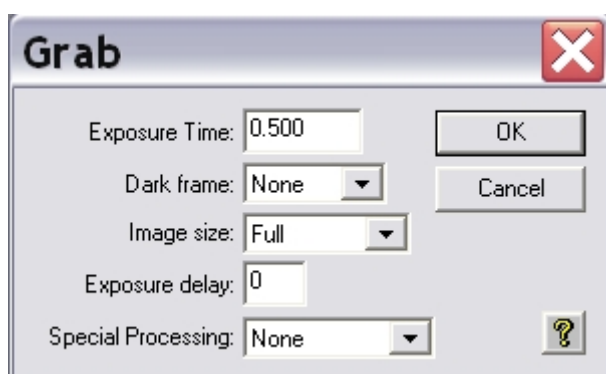 Grab
Exposure Time: 0.500
OK
Dark frame: None
Cancel
Image size: Full
Exposure delay: 0
Special Processing: None
?